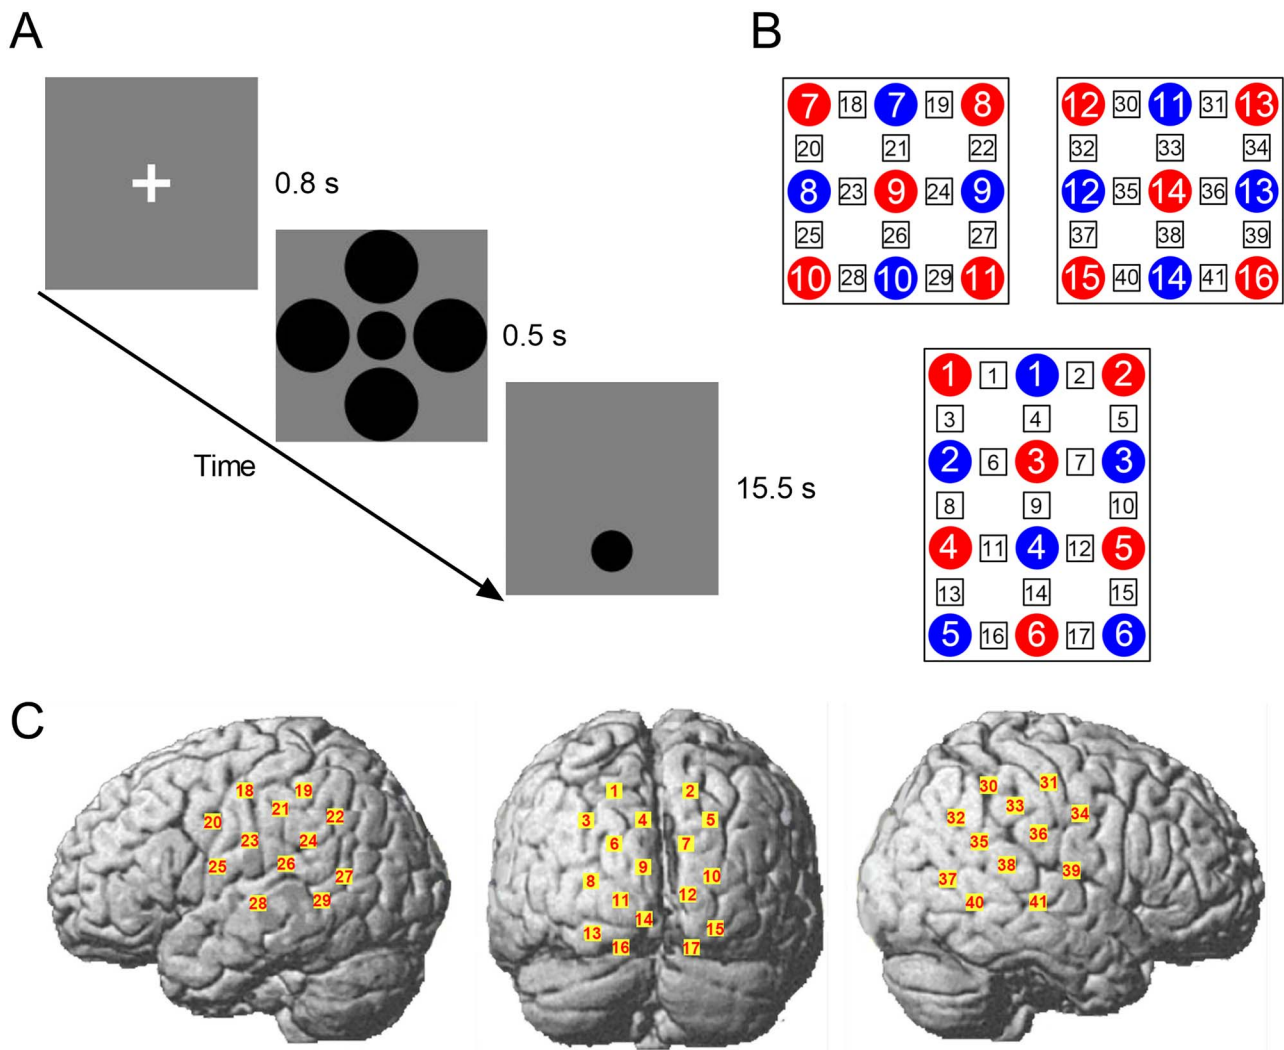 A
0.8 s
0.5 s
15.5 s
Time
B
7 18 7 19 8
20 21 22
8 23 9 24 9
25 26 27
10 28 10 29 11
12 30 11 31 13
32 33 34
12 35 14 36 13
37 38 39
15 40 14 41 16
1 1 1 2 2
3 4 5
2 6 3 7 3
8 9 10
4 11 4 12 5
13 14 15
5 16 6 17 6
C
18 19
21
20 22
23 24
25 26
27
28 29
1 2
3 4 5
6 7
9
8 10
11 12
14
13 15
16 17
30 31
33
32 34
35 36
38
37 39
40 41